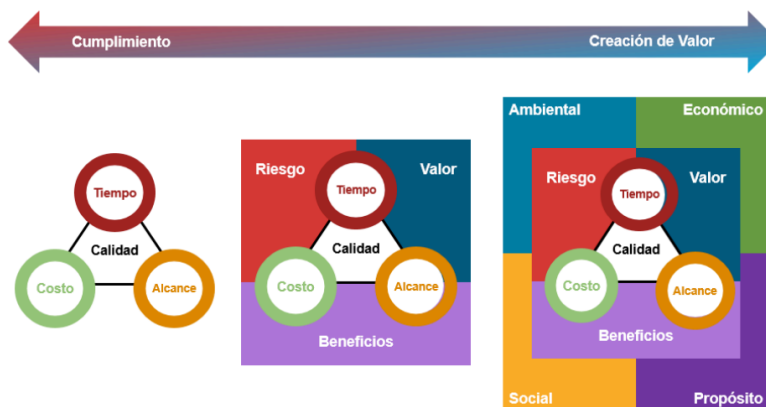 Cumplimiento
Creación de Valor
Tiempo
Calidad
Costo
Alcance
Riesgo
Valor
Tiempo
Calidad
Costo
Alcance
Beneficios
Ambiental
Económico
Riesgo
Valor
Tiempo
Calidad
Costo
Alcance
Beneficios
Social
Propósito